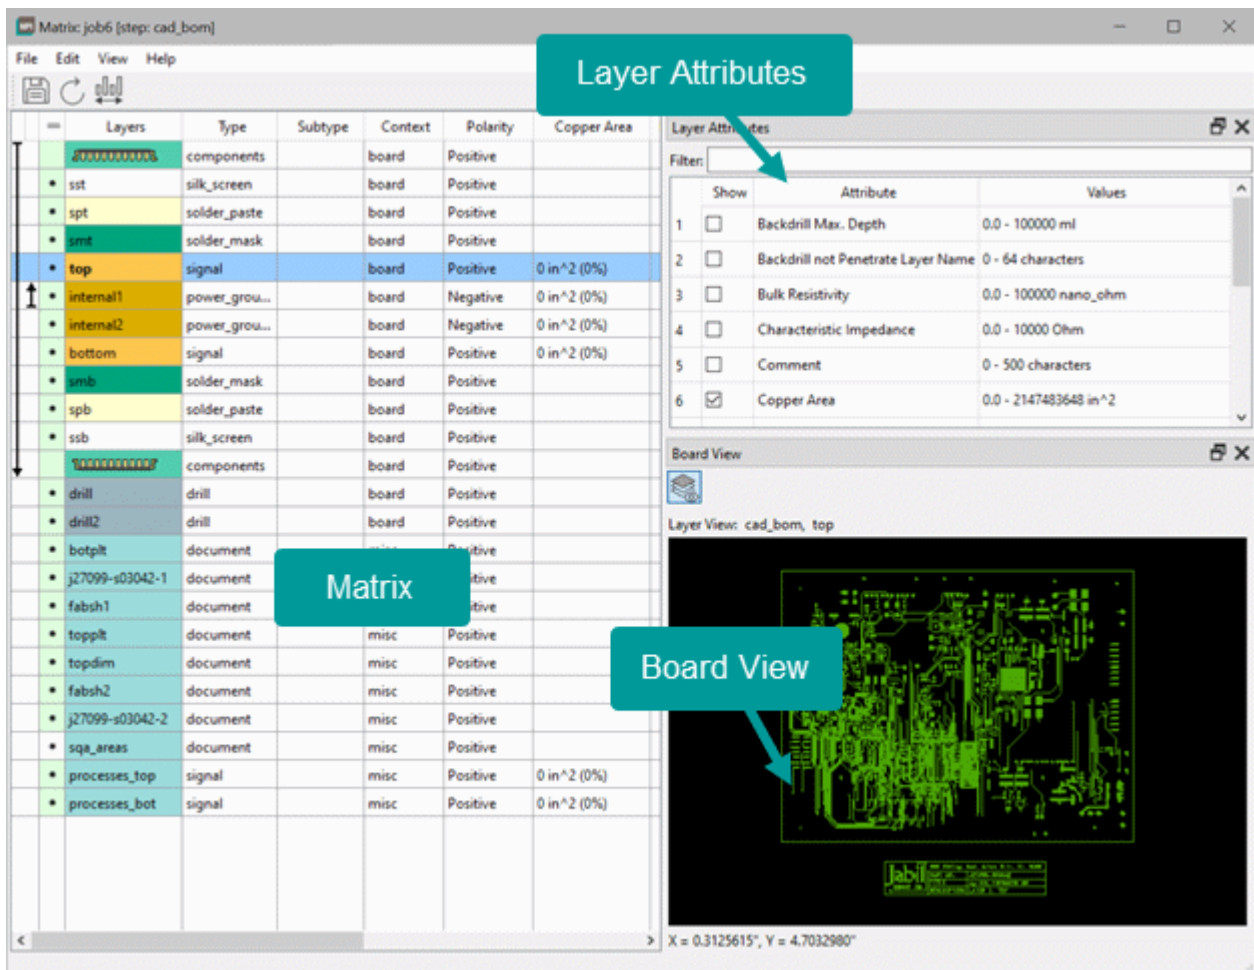 Matrix: job6 [step: cad_bom]
File Edit View Help
Layer Attributes
Layers Type Subtype Context Polarity Copper Area
components board Positive
sst silk_screen board Positive
spt solder_paste board Positive
smt solder_mask board Positive
top signal board Positive 0 in^2 (0%)
internal1 power_grou... board Negative 0 in^2 (0%)
internal2 power_grou... board Negative 0 in^2 (0%)
bottom signal board Positive 0 in^2 (0%)
smb solder_mask board Positive
spb solder_paste board Positive
ssb silk_screen board Positive
components board Positive
drill drill board Positive
drill2 drill board Positive
botplt document Positive
j27099-s03042-1 document
fabsh1 document
topplt document misc Positive
topdim document misc Positive
fabsh2 document misc Positive
j27099-s03042-2 document misc Positive
sqa_areas document misc Positive
processes_top signal misc Positive 0 in^2 (0%)
processes_bot signal misc Positive 0 in^2 (0%)
Matrix
Layer Attributes
Filter:
Show Attribute Values
1 Backdrill Max. Depth 0.0 - 100000 ml
2 Backdrill not Penetrate Layer Name 0 - 64 characters
3 Bulk Resistivity 0.0 - 100000 nano_ohm
4 Characteristic Impedance 0.0 - 10000 Ohm
5 Comment 0 - 500 characters
6 Copper Area 0.0 - 2147483648 in^2
Board View
Layer View: cad_bom, top
Board View
Jabil
X = 0.3125615", Y = 4.7032980"